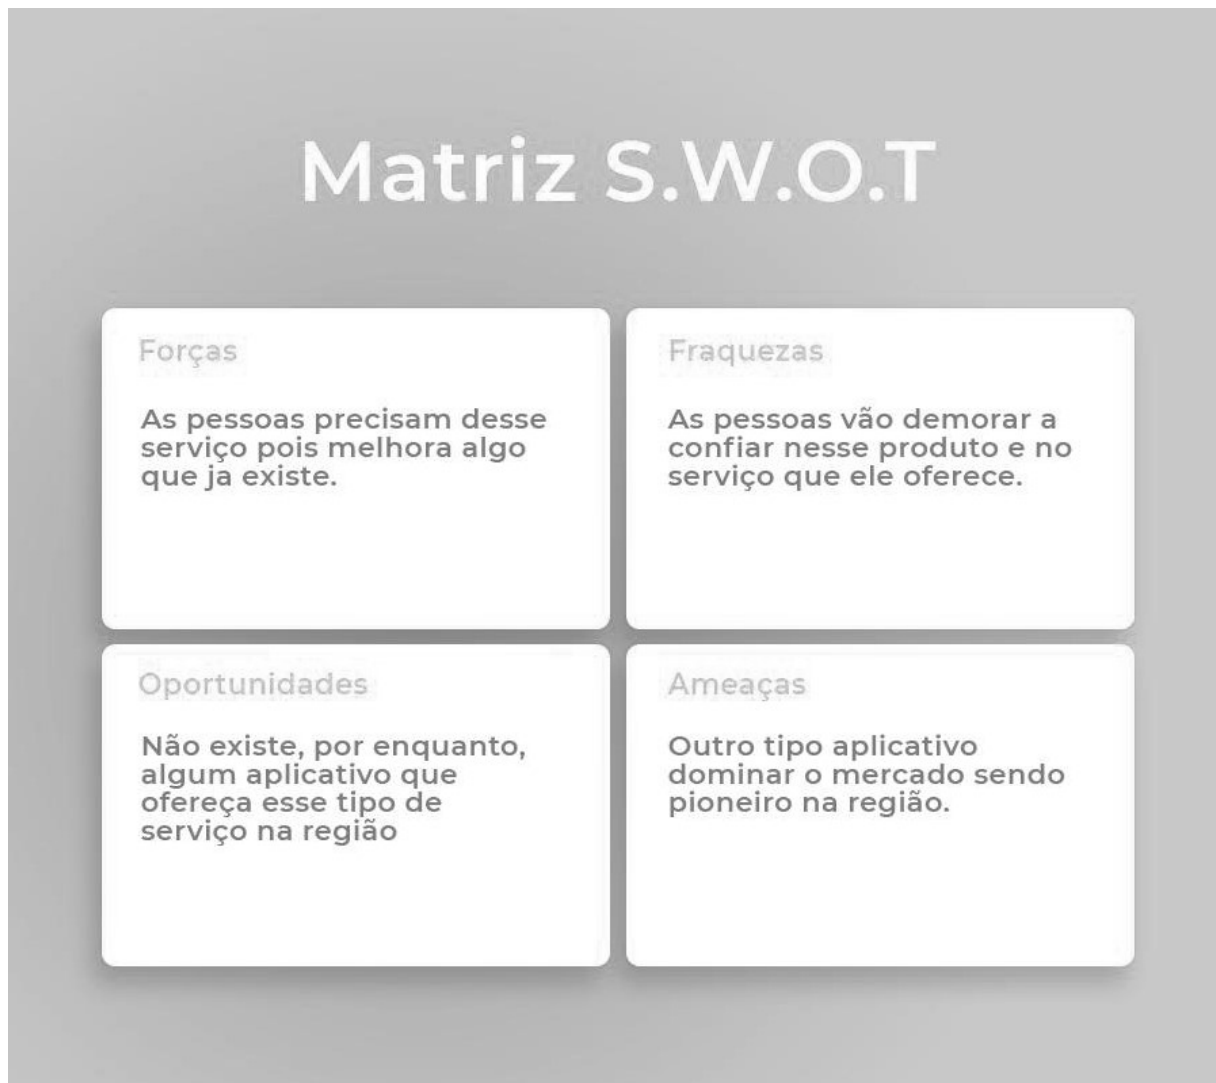 Matriz S.W.O.T
Forças
As pessoas precisam desse
serviço pois melhora algo
que ja existe.
Fraquezas
As pessoas vão demorar a
confiar nesse produto e no
serviço que ele oferece.
Oportunidades
Não existe, por enquanto,
algum aplicativo que
ofereça esse tipo de
serviço na região
Ameaças
Outro tipo aplicativo
dominar o mercado sendo
pioneiro na região.